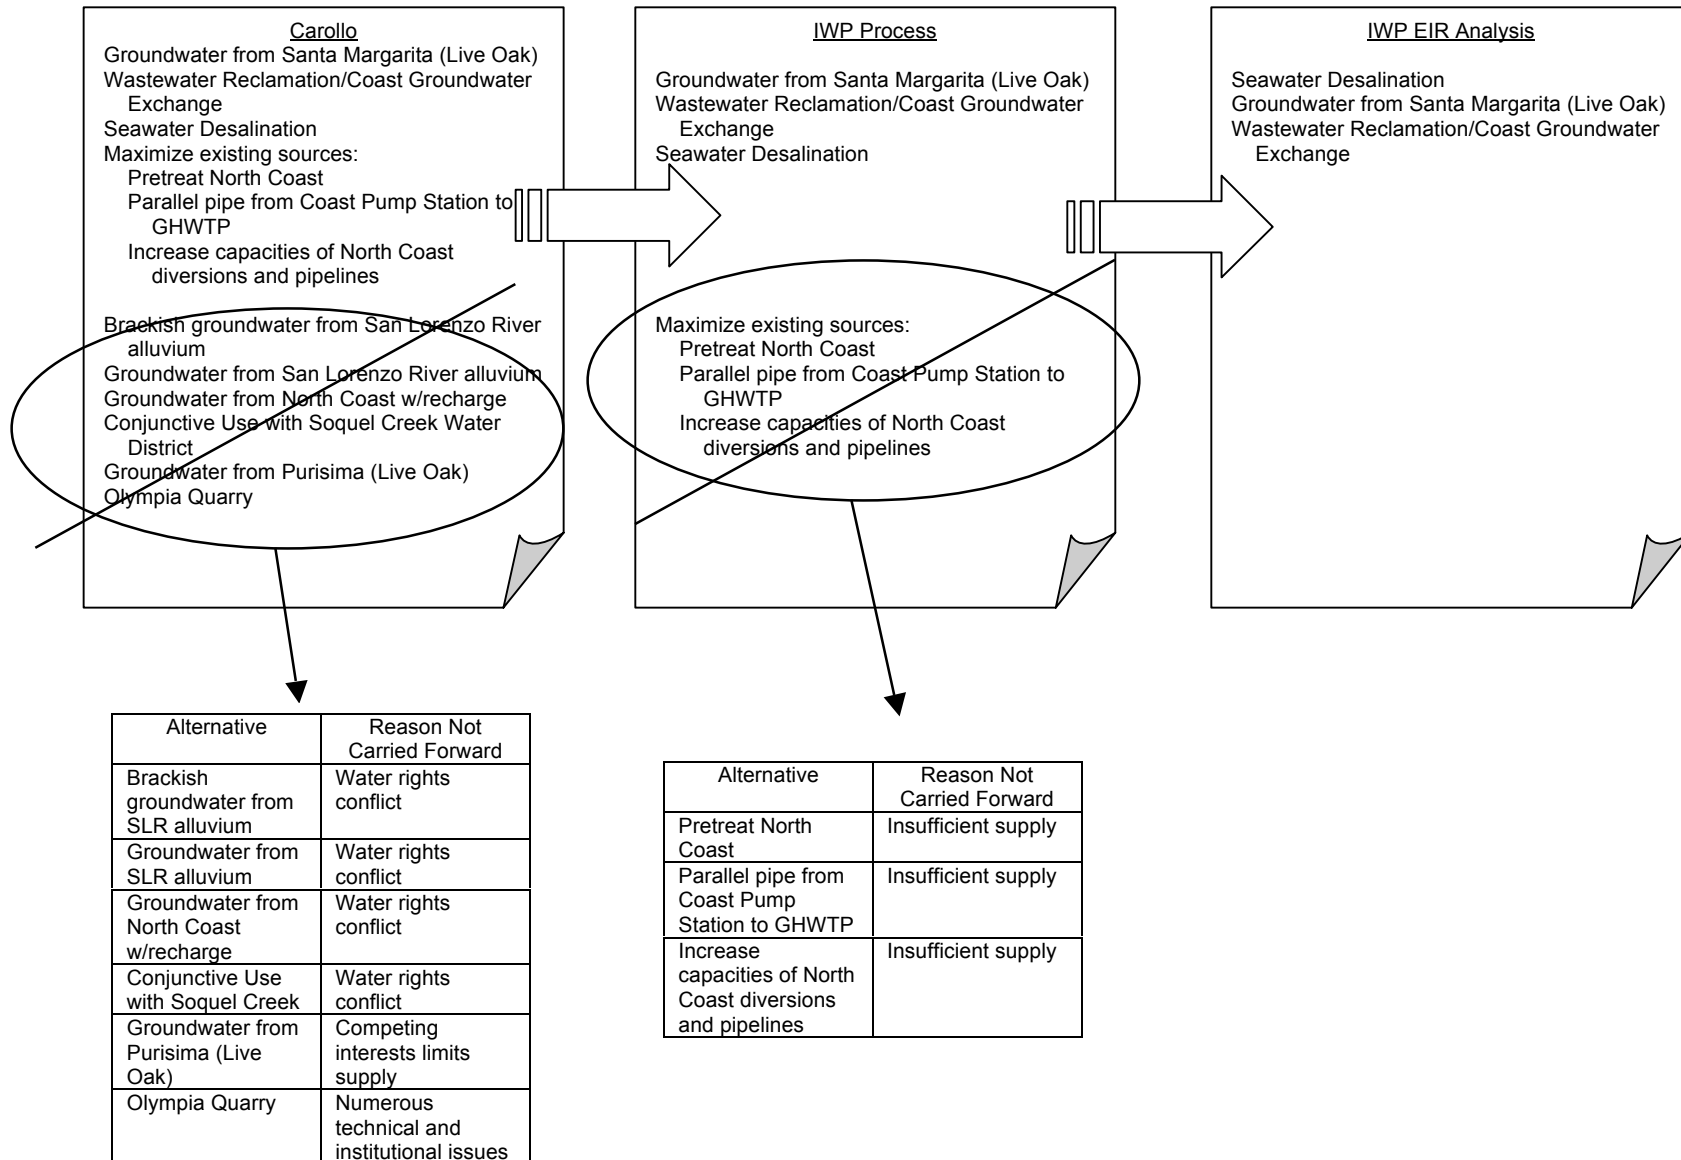 Carollo
Groundwater from Santa Margarita (Live Oak)
Wastewater Reclamation/Coast Groundwater
Exchange
Seawater Desalination
Maximize existing sources:
Pretreat North Coast
Parallel pipe from Coast Pump Station to
GHWTP
Increase capacities of North Coast
diversions and pipelines
Brackish groundwater from San Lorenzo River
alluvium
Groundwater from San Lorenzo River alluvium
Groundwater from North Coast w/recharge
Conjunctive Use with Soquel Creek Water
District
Groundwater from Purisima (Live Oak)
Olympia Quarry
IWP Process
Groundwater from Santa Margarita (Live Oak)
Wastewater Reclamation/Coast Groundwater
Exchange
Seawater Desalination
Maximize existing sources:
Pretreat North Coast
Parallel pipe from Coast Pump Station to
GHWTP
Increase capacities of North Coast
diversions and pipelines
IWP EIR Analysis
Seawater Desalination
Groundwater from Santa Margarita (Live Oak)
Wastewater Reclamation/Coast Groundwater
Exchange
Alternative
Reason Not
Carried Forward
Brackish
groundwater from
SLR alluvium
Water rights
conflict
Groundwater from
SLR alluvium
Water rights
conflict
Groundwater from
North Coast
w/recharge
Water rights
conflict
Conjunctive Use
with Soquel Creek
Water rights
conflict
Groundwater from
Purisima (Live
Oak)
Competing
interests limits
supply
Olympia Quarry
Numerous
technical and
institutional issues
Alternative
Reason Not
Carried Forward
Pretreat North
Coast
Insufficient supply
Parallel pipe from
Coast Pump
Station to GHWTP
Insufficient supply
Increase
capacities of North
Coast diversions
and pipelines
Insufficient supply